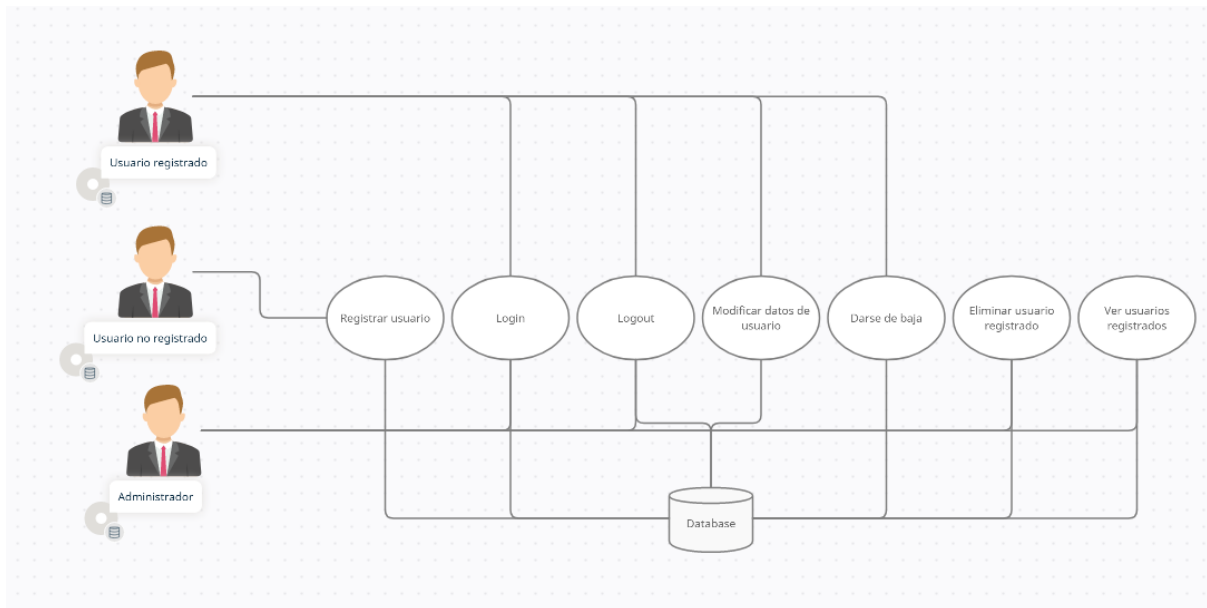 Usuario registrado
Usuario no registrado
Administrador
Registrar usuario
Login
Logout
Modificar datos de
usuario
Darse de baja
Eliminar usuario
registrado
Ver usuarios
registrados
Database